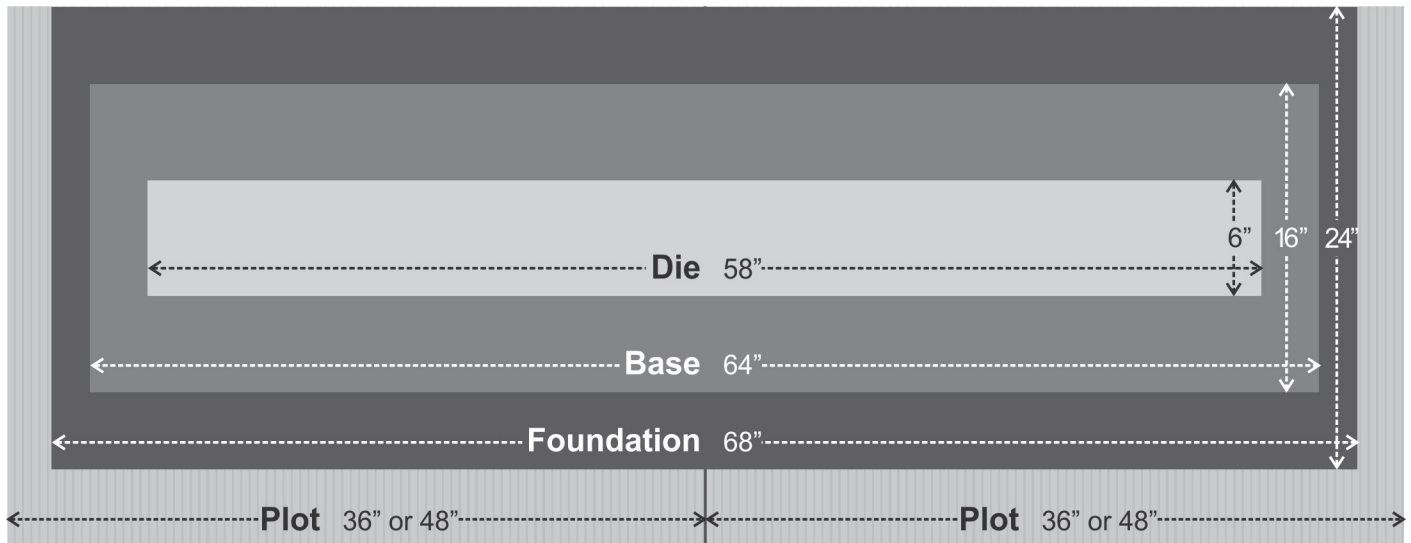 6” 16” 24”
Die 58”
Base 64”
Foundation 68”
Plot 36” or 48” Plot 36” or 48”